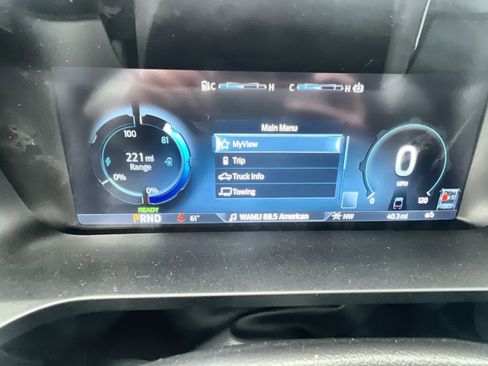 C H C H
Main Menu
MyView
Trip
Truck Info
Towing
100
81
221 mi
Range
0%
0%
0
MPH
0 120
READY
PRND 61° WAMU 88.5 American NW 40.3 mi